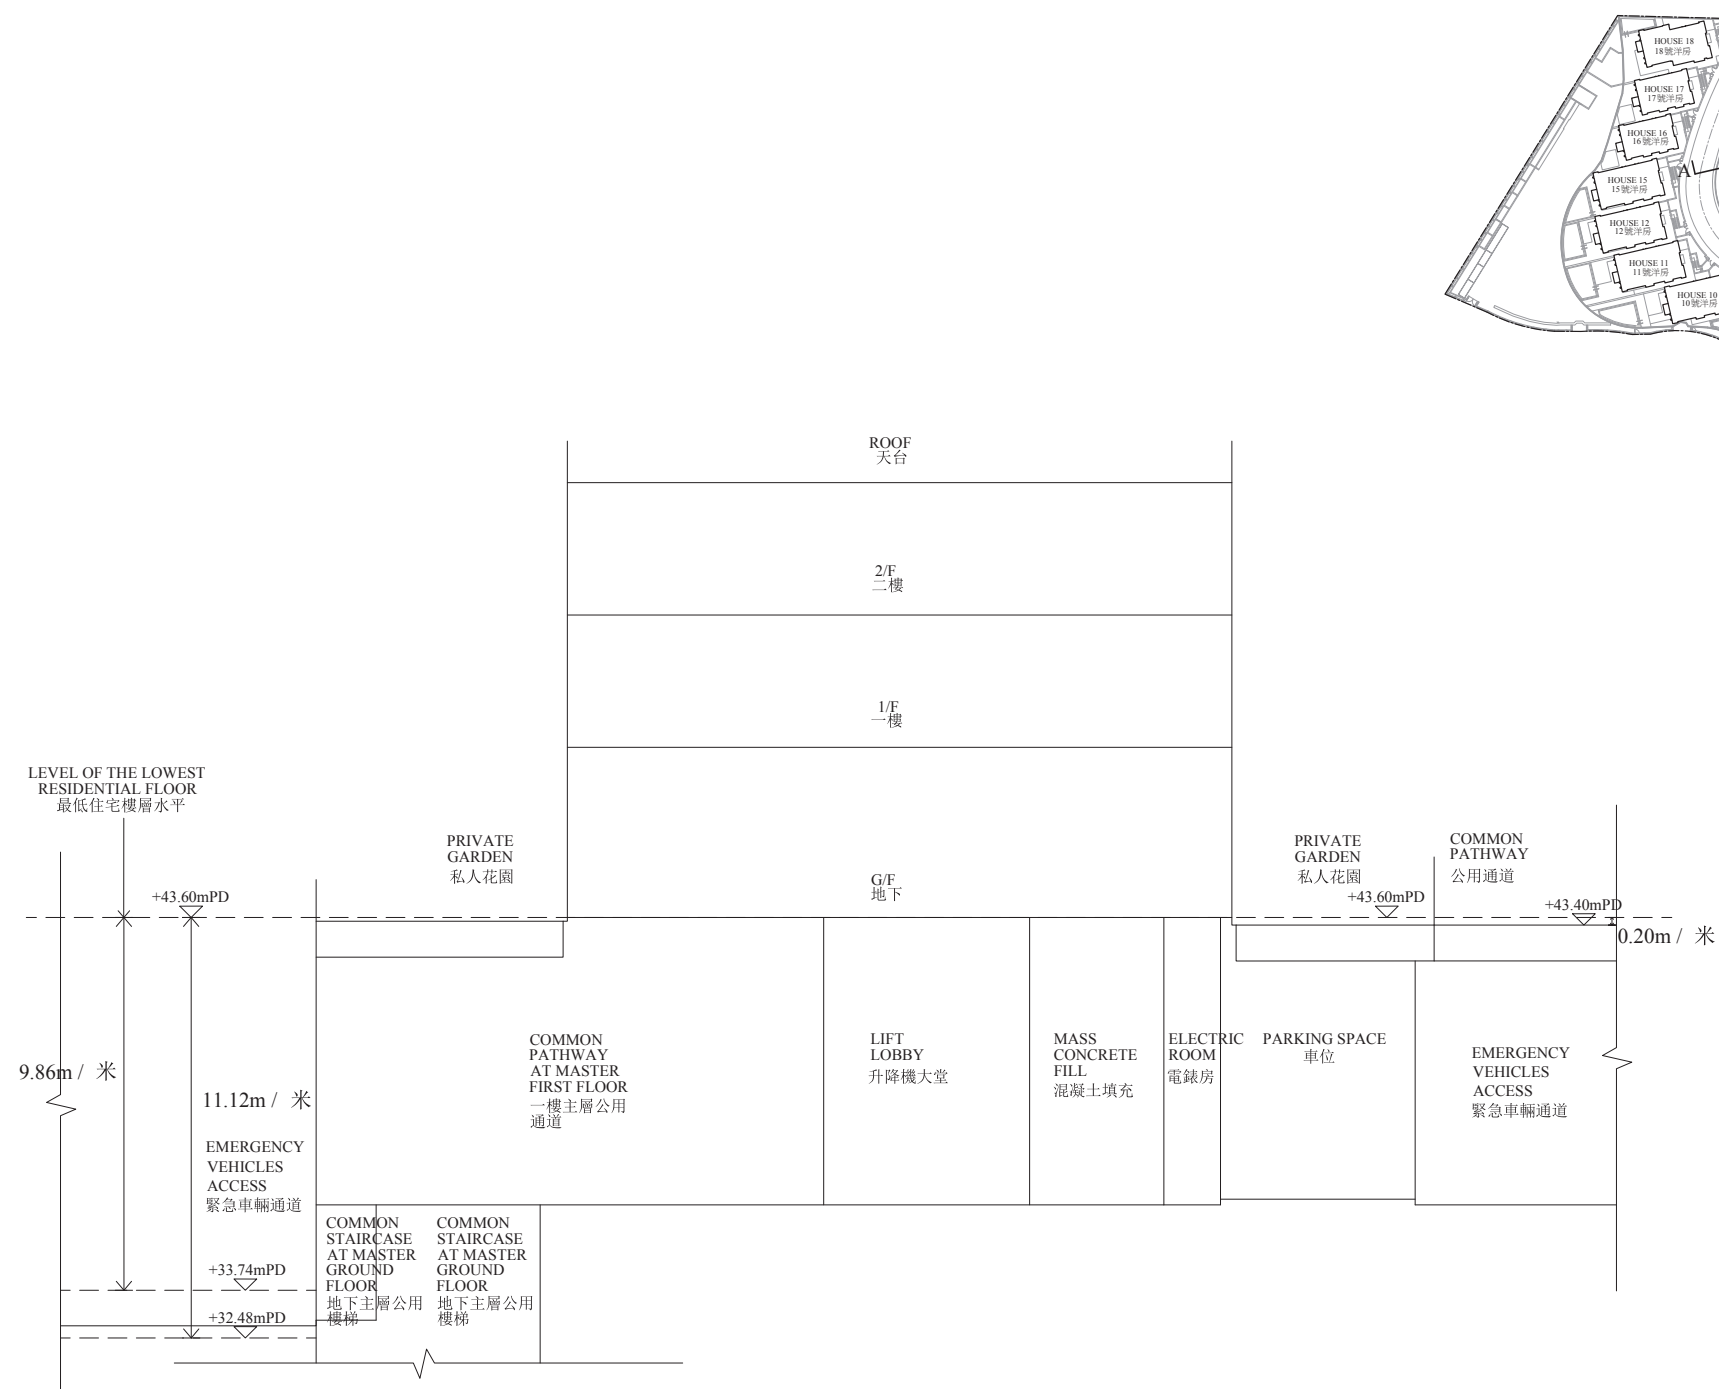 HOUSE 18
18號洋房
HOUSE 17
17號洋房
HOUSE 16
16號洋房
A
HOUSE 15
15號洋房
HOUSE 12
12號洋房
HOUSE 11
11號洋房
HOUSE 10
10號洋房
ROOF
天台
2/F
二樓
1/F
一樓
LEVEL OF THE LOWEST
RESIDENTIAL FLOOR
最低住宅樓層水平
PRIVATE
GARDEN
私人花園
G/F
地下
PRIVATE
GARDEN
私人花園
COMMON
PATHWAY
公用通道
+43.60mPD
+43.60mPD
+43.40mPD
0.20m / 米
9.86m / 米
11.12m / 米
COMMON
PATHWAY
AT MASTER
FIRST FLOOR
一樓主層公用
通道
LIFT
LOBBY
升降機大堂
MASS
CONCRETE
FILL
混凝土填充
ELECTRIC
ROOM
電錶房
PARKING SPACE
車位
EMERGENCY
VEHICLES
ACCESS
緊急車輛通道
EMERGENCY
VEHICLES
ACCESS
緊急車輛通道
COMMON
STAIRCASE
AT MASTER
GROUND
FLOOR
地下主層公用
樓梯
COMMON
STAIRCASE
AT MASTER
GROUND
FLOOR
地下主層公用
樓梯
+33.74mPD
+32.48mPD